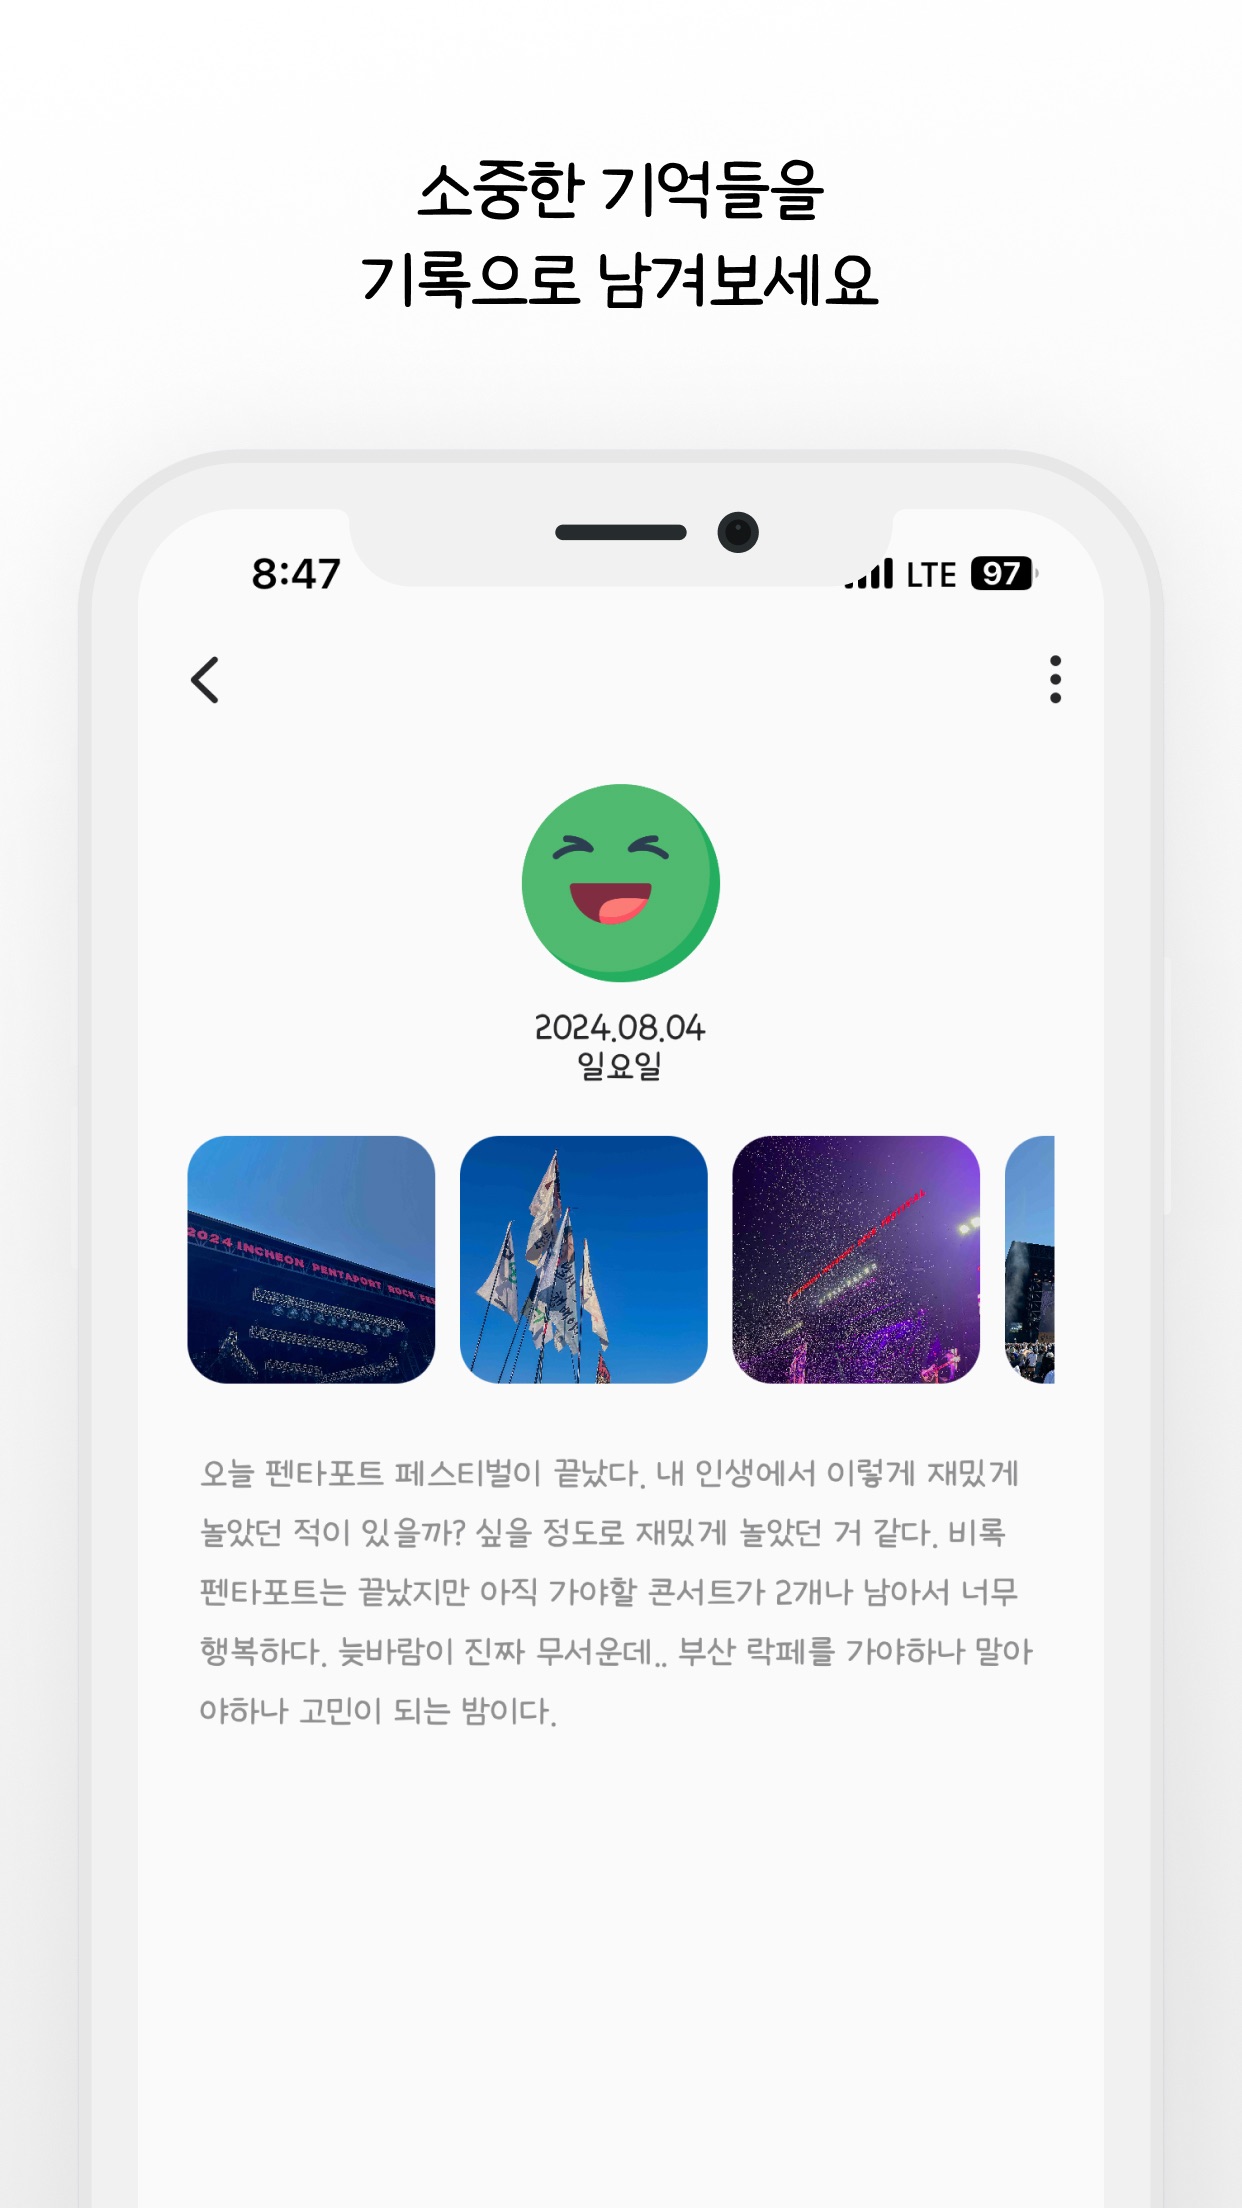 소중한 기억들을
기록으로 남겨보세요
8:47
LTE 97
2024.08.04
일요일
2024 INCHEON PENTAPORT ROCK FES
오늘 펜타포트 페스티벌이 끝났다. 내 인생에서 이렇게 재밌게
놀았던 적이 있을까? 싶을 정도로 재밌게 놀았던 거 같다. 비록
펜타포트는 끝났지만 아직 가야할 콘서트가 2개나 남아서 너무
행복하다. 늦바람이 진짜 무서운데.. 부산 락페를 가야하나 말아
야하나 고민이 되는 밤이다.